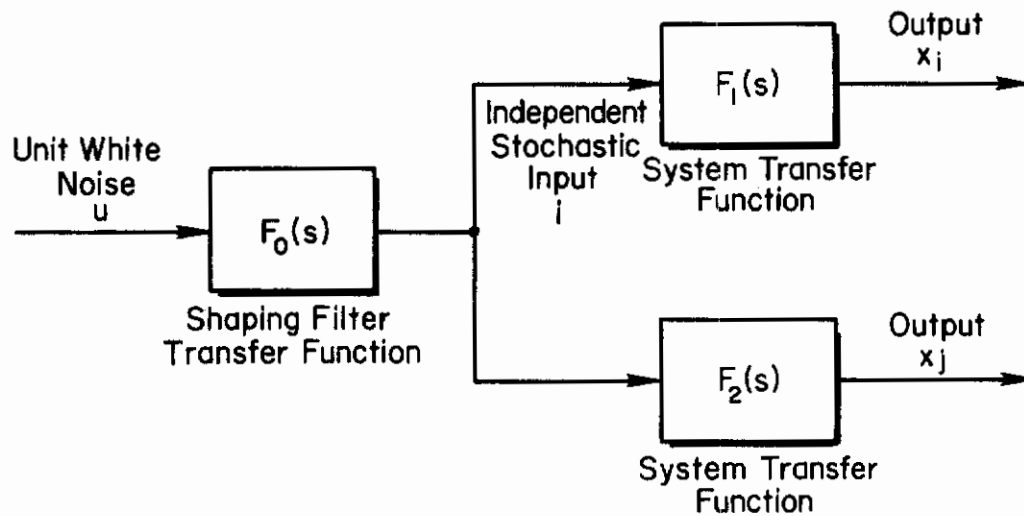 Unit White
Noise
u
F₀(s)
Shaping Filter
Transfer Function
Independent
Stochastic
Input
i
F₁(s)
System Transfer
Function
Output
xᵢ
F₂(s)
System Transfer
Function
Output
xⱼ